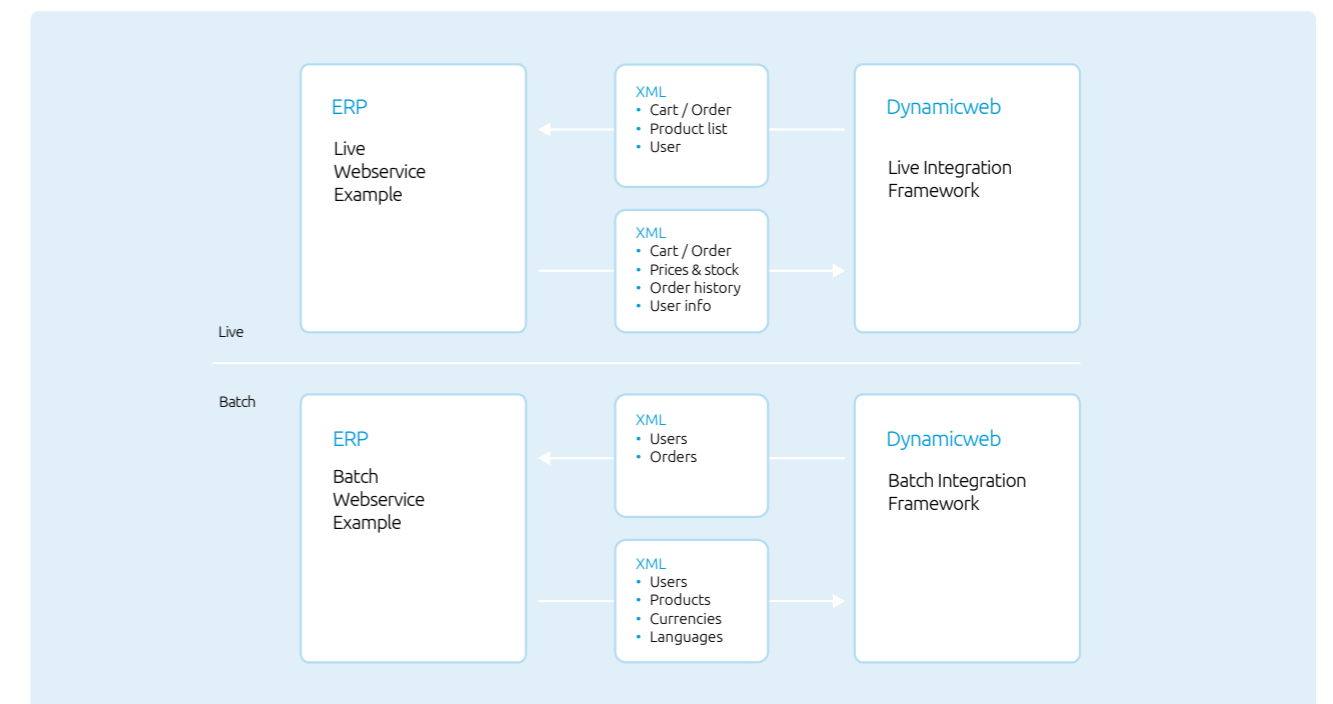 ERP
Live
Webservice
Example
XML
• Cart / Order
• Product list
• User
XML
• Cart / Order
• Prices & stock
• Order history
• User info
Dynamicweb
Live Integration
Framework
Live
Batch
ERP
Batch
Webservice
Example
XML
• Users
• Orders
XML
• Users
• Products
• Currencies
• Languages
Dynamicweb
Batch Integration
Framework